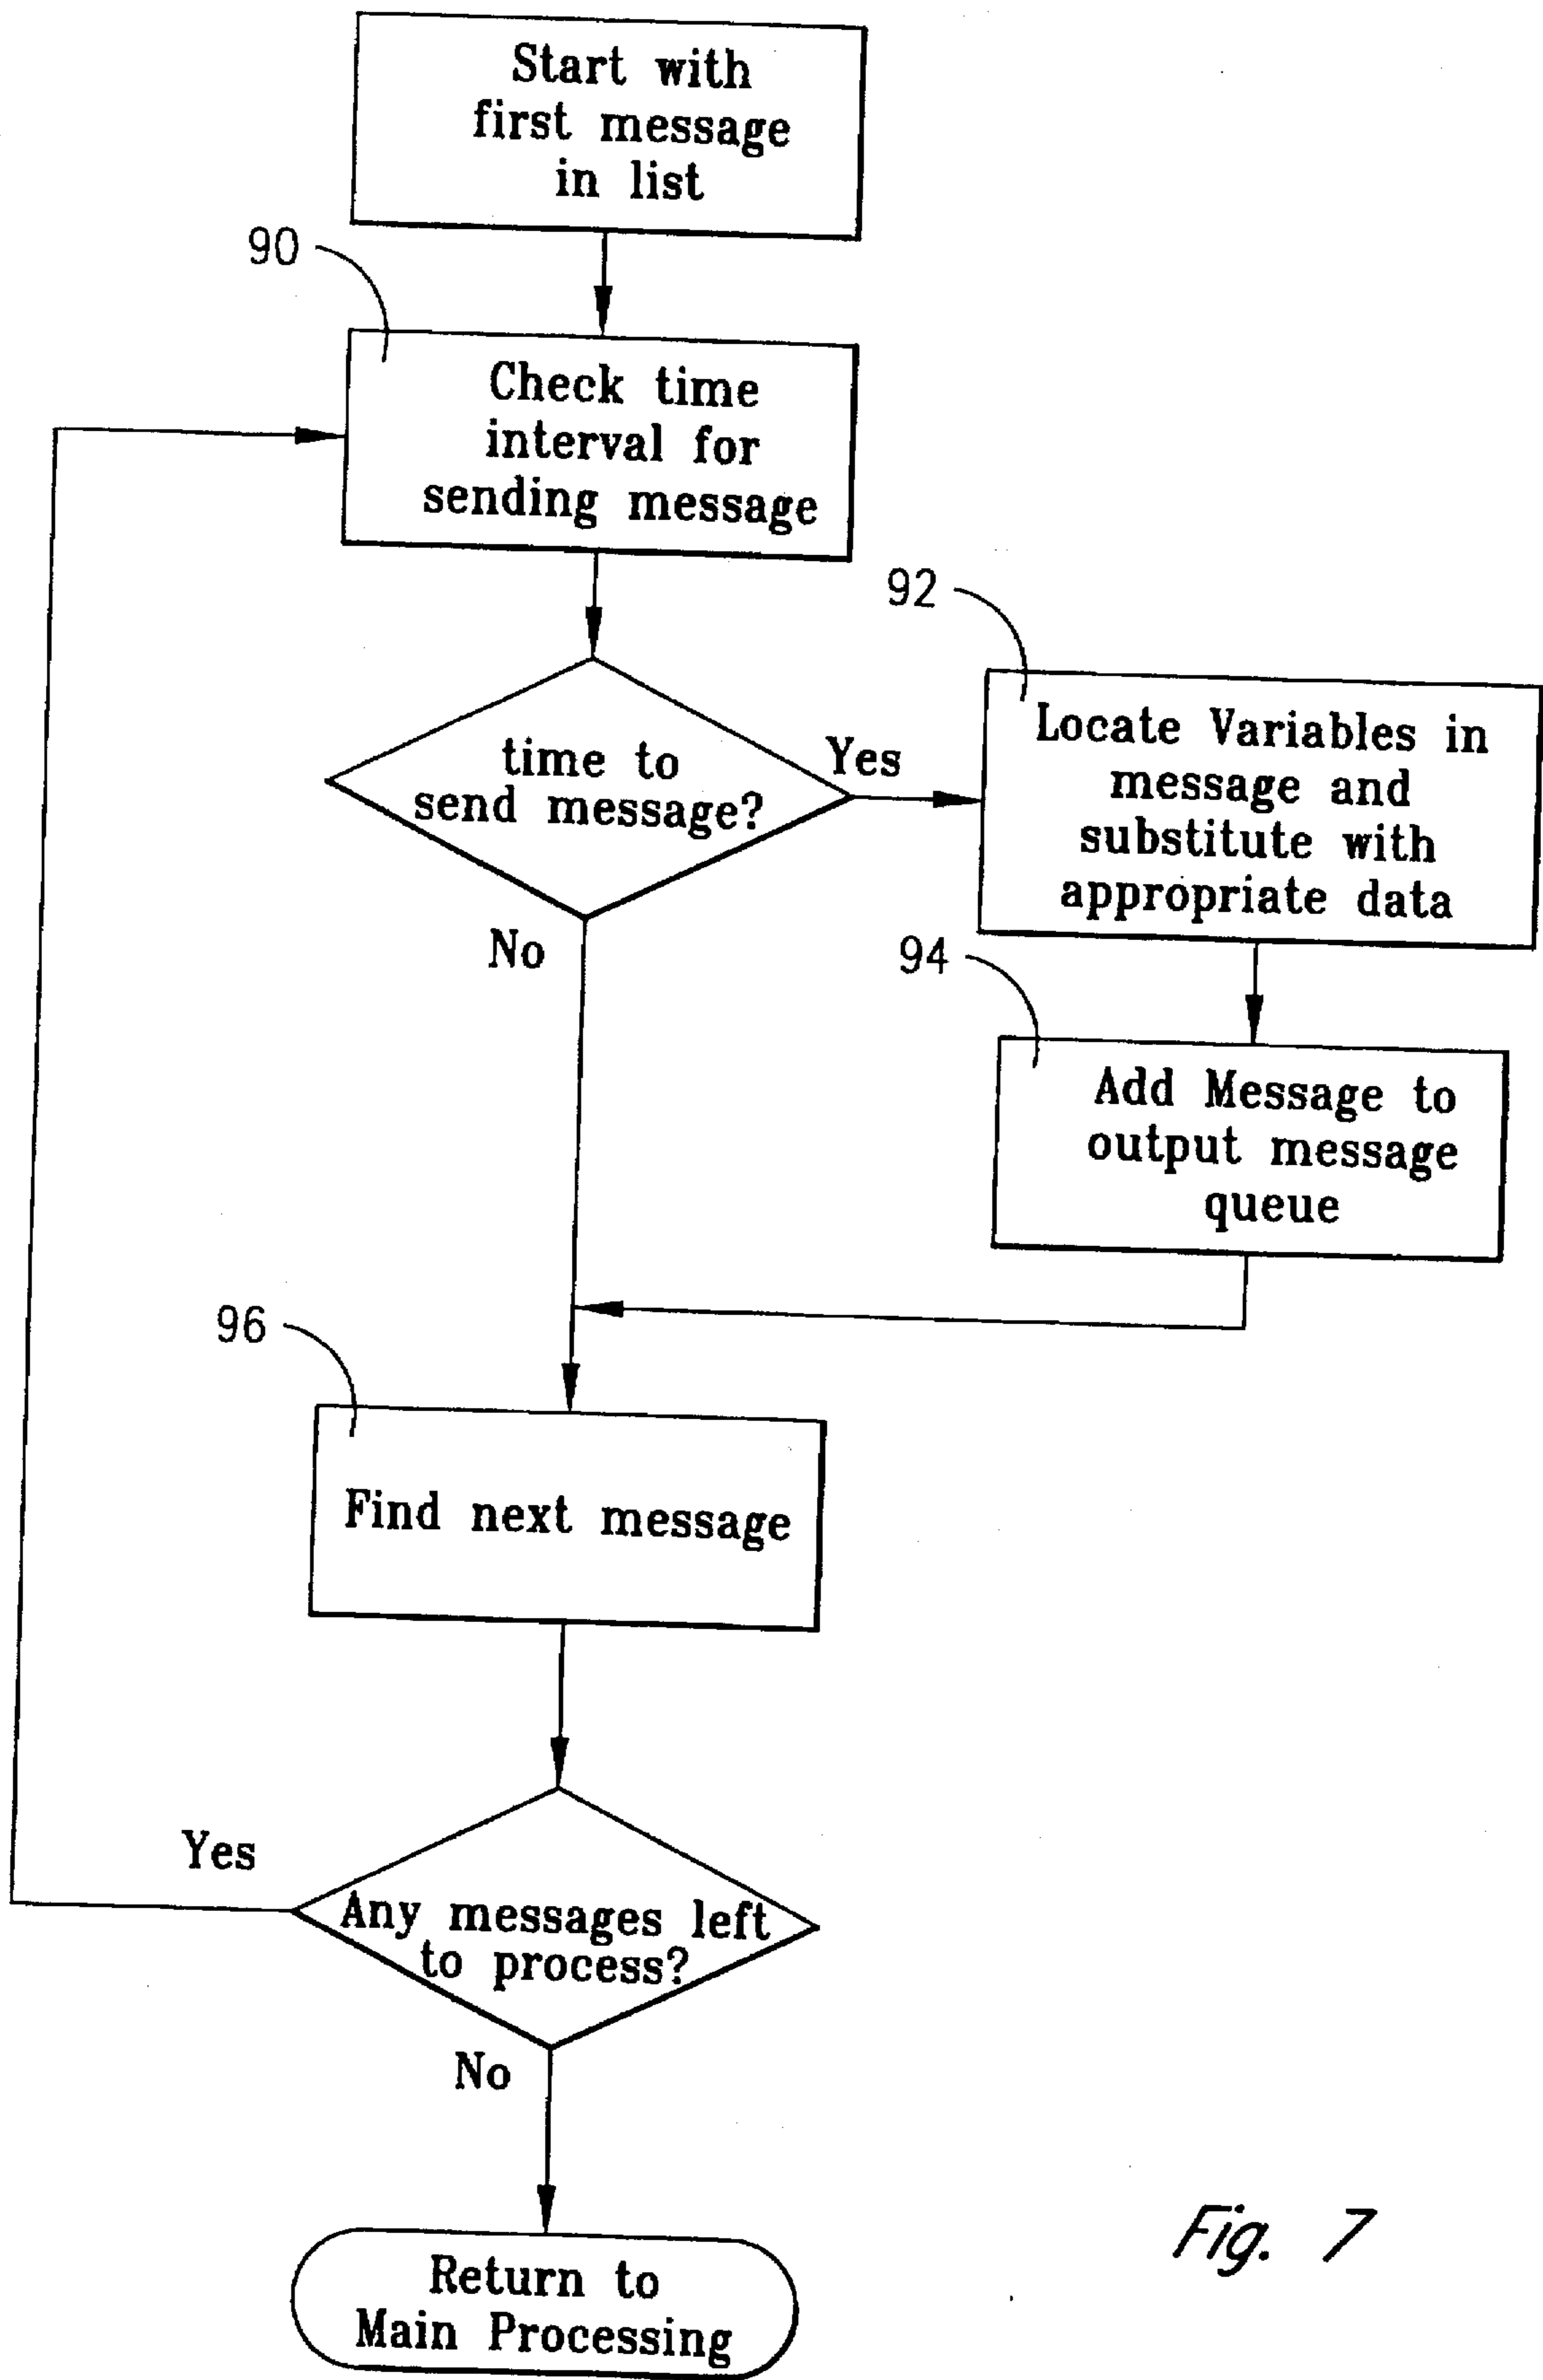 Start with
first message
in list
90
Check time
interval for
sending message
92
time to
send message?
Yes
Locate Variables in
message and
substitute with
appropriate data
No
94
Add Message to
output message
queue
96
Find next message
Yes
Any messages left
to process?
No
Return to
Main Processing
Fig. 7